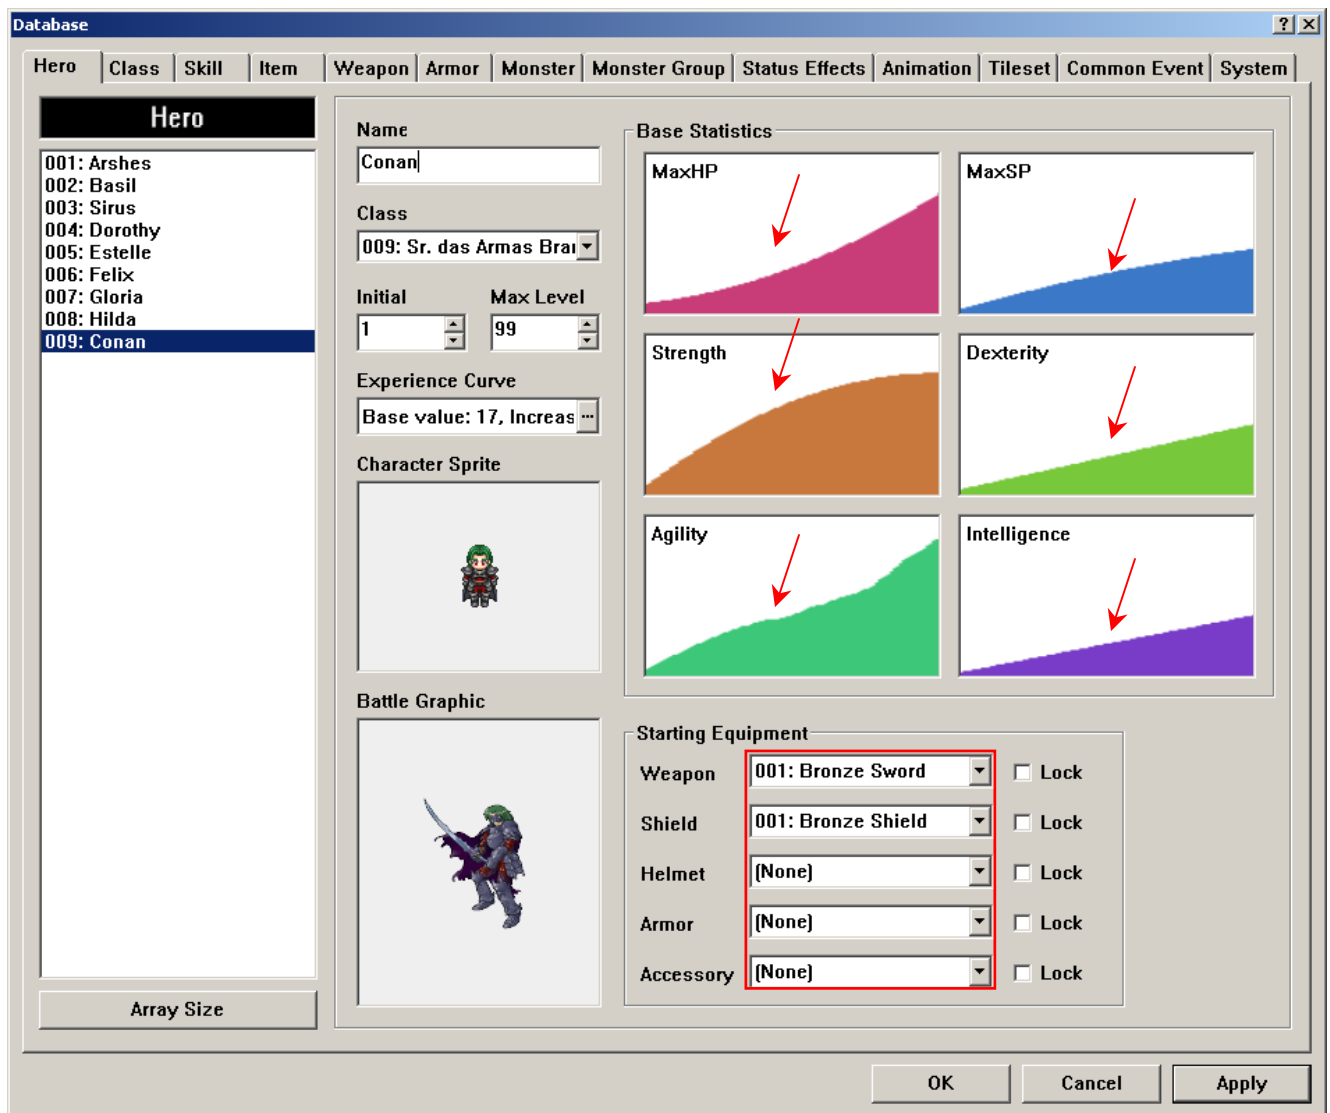 Database
Hero Class Skill Item Weapon Armor Monster Monster Group Status Effects Animation Tileset Common Event System
Hero
001: Arshes
002: Basil
003: Sirus
004: Dorothy
005: Estelle
006: Felix
007: Gloria
008: Hilda
009: Conan
Array Size
Name
Conan
Class
009: Sr. das Armas Bran
Initial Max Level
1 99
Experience Curve
Base value: 17, Increas ...
Character Sprite
Battle Graphic
Base Statistics
MaxHP MaxSP
Strength Dexterity
Agility Intelligence
Starting Equipment
Weapon 001: Bronze Sword Lock
Shield 001: Bronze Shield Lock
Helmet (None) Lock
Armor (None) Lock
Accessory (None) Lock
OK Cancel Apply